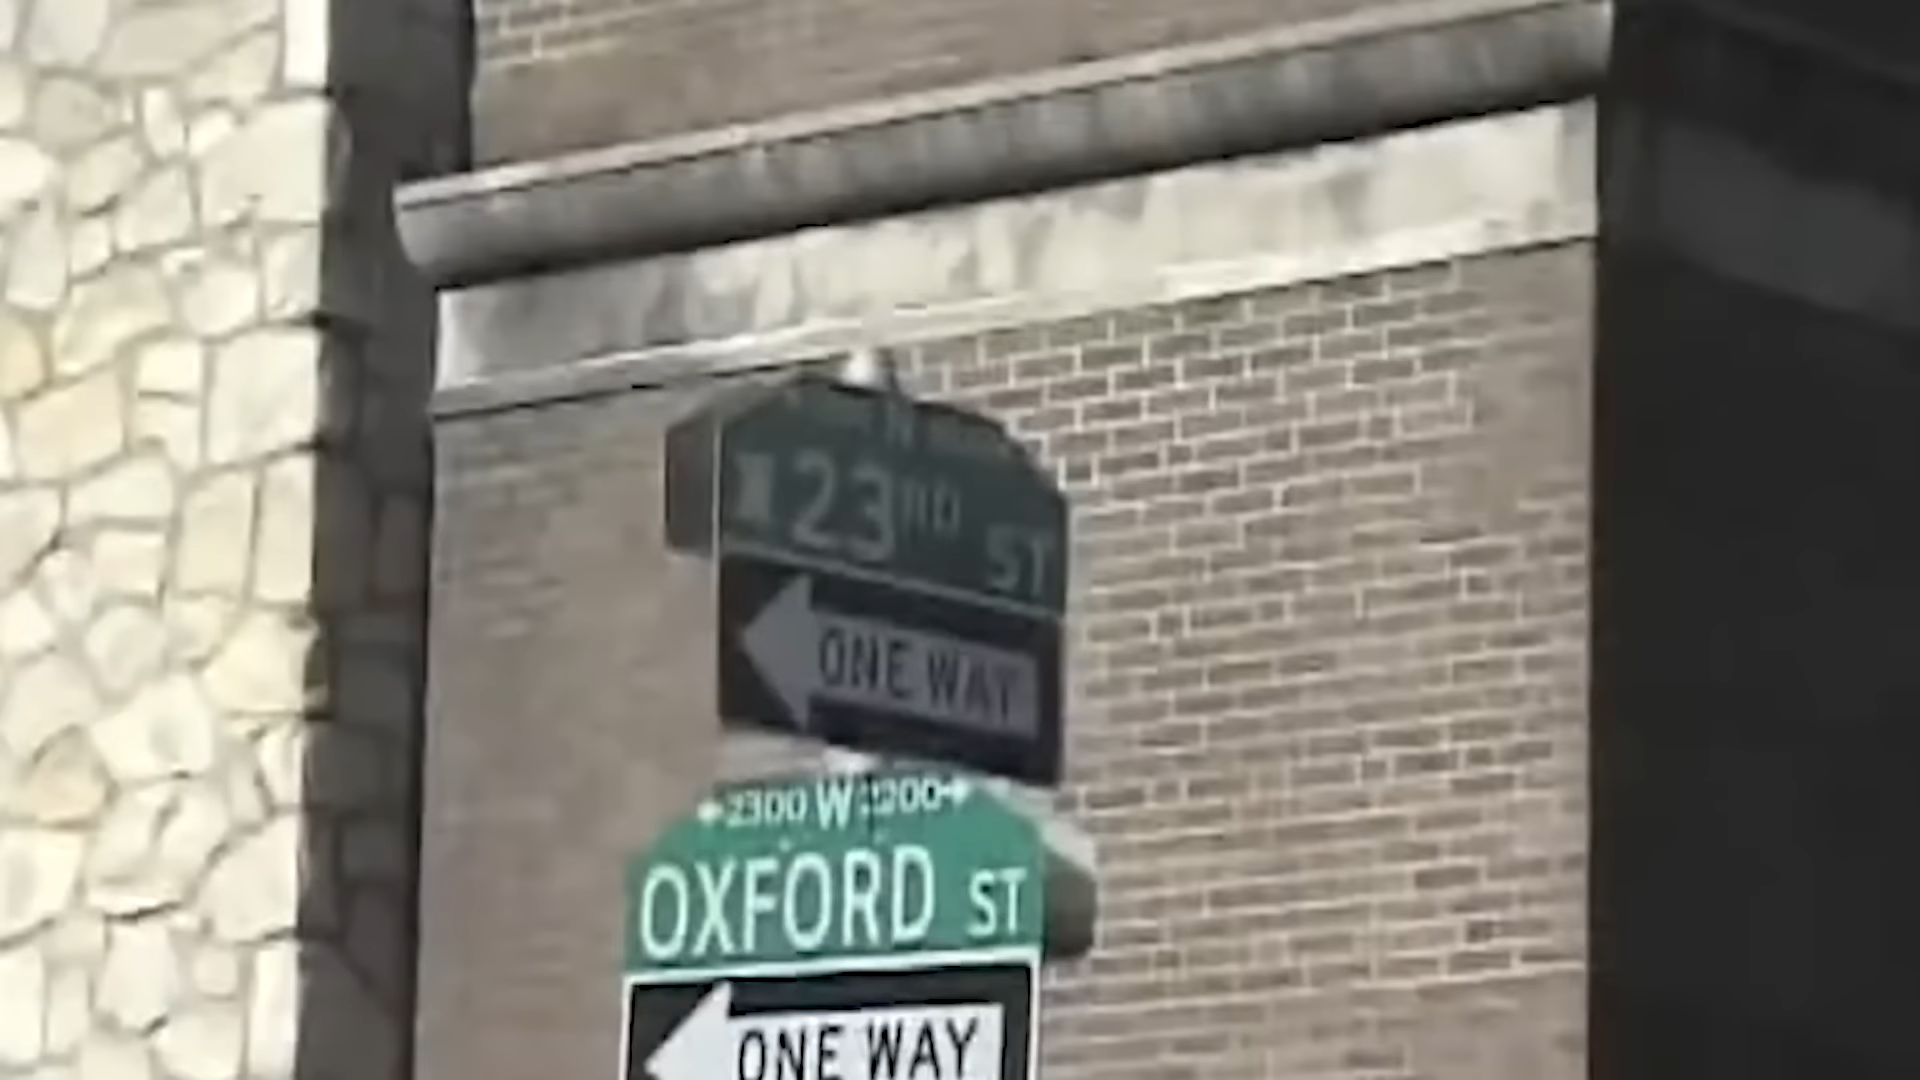 N
23RD ST
ONE WAY
2300 W 2200
OXFORD ST
ONE WAY